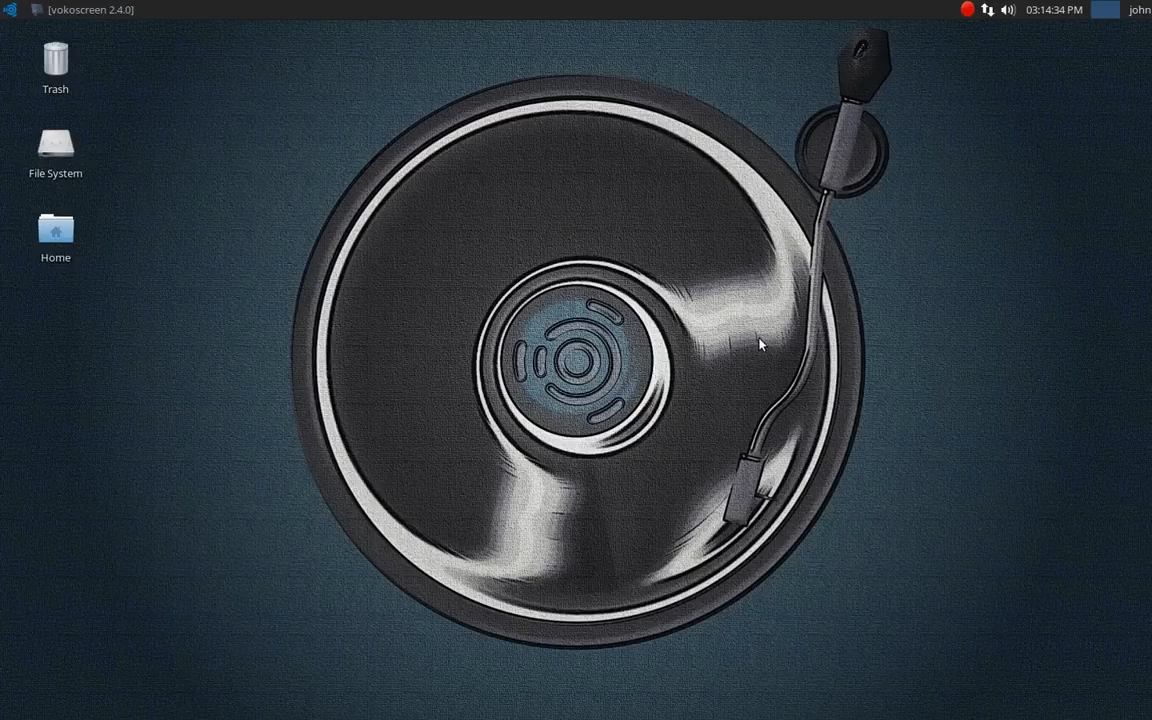 [vokoscreen 2.4.0]
03:14:34 PM
john
Trash
File System
Home